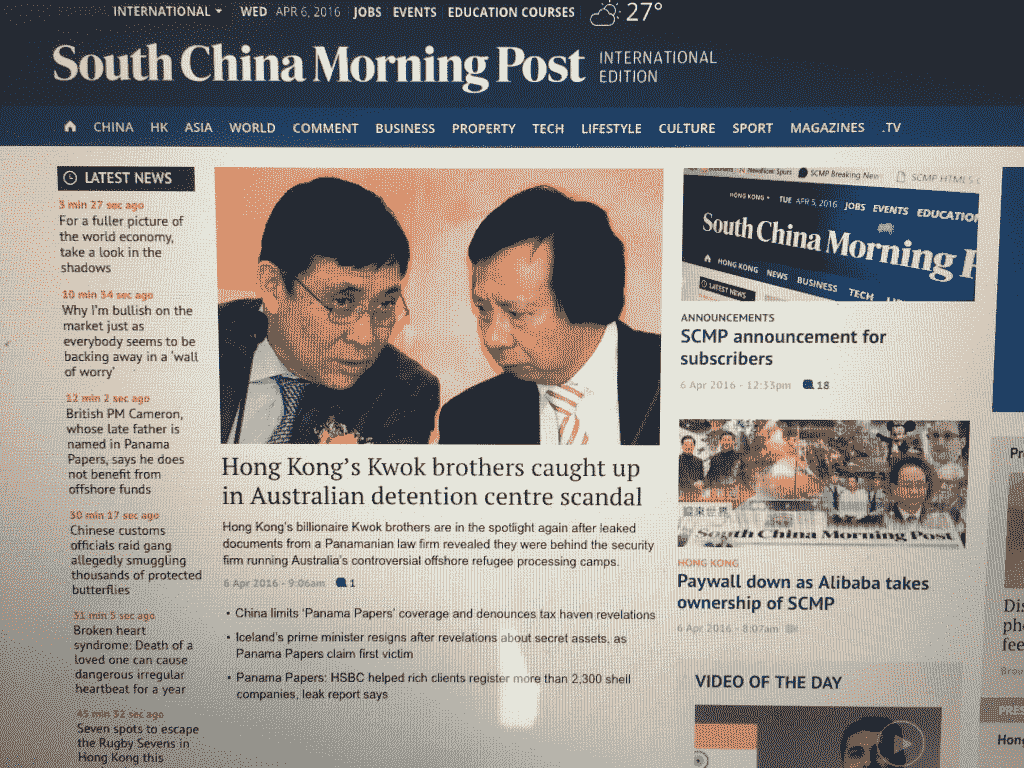 INTERNATIONAL WED APR 6, 2016 JOBS EVENTS EDUCATION COURSES 27°
South China Morning Post INTERNATIONAL
EDITION
CHINA HK ASIA WORLD COMMENT BUSINESS PROPERTY TECH LIFESTYLE CULTURE SPORT MAGAZINES .TV
LATEST NEWS
3 min 27 sec ago
For a fuller picture of
the world economy,
take a look in the
shadows
10 min 54 sec ago
Why I'm bullish on the
market just as
everybody seems to be
backing away in a 'wall
of worry'
12 min 2 sec ago
British PM Cameron,
whose late father is
named in Panama
Papers, says he does
not benefit from
offshore funds
30 min 17 sec ago
Chinese customs
officials raid gang
allegedly smuggling
thousands of protected
butterflies
31 min 5 sec ago
Broken heart
syndrome: Death of a
loved one can cause
dangerous irregular
heartbeat for a year
45 min 32 sec ago
Seven spots to escape
the Rugby Sevens in
Hong Kong this
Hong Kong's Kwok brothers caught up
in Australian detention centre scandal
Hong Kong's billionaire Kwok brothers are in the spotlight again after leaked
documents from a Panamanian law firm revealed they were behind the security
firm running Australia's controversial offshore refugee processing camps.
6 Apr 2016 - 9:06am 1
• China limits 'Panama Papers' coverage and denounces tax haven revelations
• Iceland's prime minister resigns after revelations about secret assets, as
Panama Papers claim first victim
• Panama Papers: HSBC helped rich clients register more than 2,300 shell
companies, leak report says
SCMP Breaking New
SCMP HTML5
HONG KONG TUE APR 5, 2016 JOBS EVENTS EDUCATION
South China Morning P
HONG KONG NEWS BUSINESS TECH
LATEST NEWS
ANNOUNCEMENTS
SCMP announcement for
subscribers
6 Apr 2016 - 12:33pm 18
South China Morning Post
HONG KONG
Paywall down as Alibaba takes
ownership of SCMP
6 Apr 2016 - 8:07am
VIDEO OF THE DAY
Pr
Dis
pho
fee
PRES
Hong